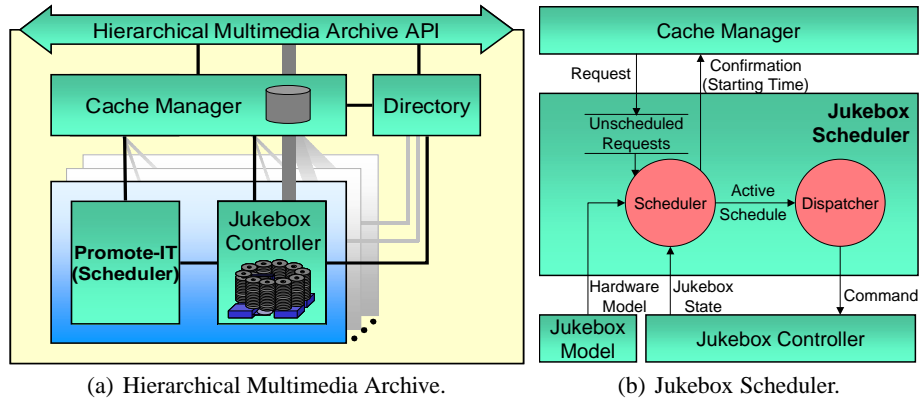 Hierarchical Multimedia Archive API
Cache Manager
Directory
Promote-IT
(Scheduler)
Jukebox
Controller
(a) Hierarchical Multimedia Archive.
Cache Manager
Request
Confirmation
(Starting Time)
Jukebox
Scheduler
Unscheduled
Requests
Scheduler
Active
Schedule
Dispatcher
Hardware
Model
Jukebox
State
Command
Jukebox
Model
Jukebox Controller
(b) Jukebox Scheduler.